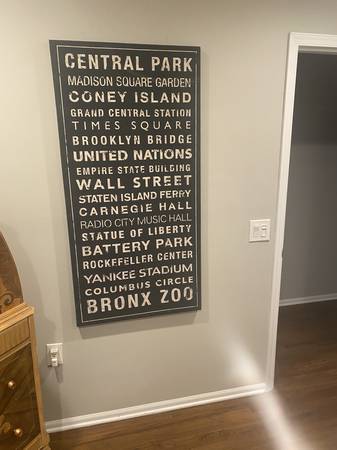 CENTRAL PARK
MADISON SQUARE GARDEN
CONEY ISLAND
GRAND CENTRAL STATION
TIMES SQUARE
BROOKLYN BRIDGE
UNITED NATIONS
EMPIRE STATE BUILDING
WALL STREET
STATEN ISLAND FERRY
CARNEGIE HALL
RADIO CITY MUSIC HALL
STATUE OF LIBERTY
BATTERY PARK
ROCKEFELLER CENTER
YANKEE STADIUM
COLUMBUS CIRCLE
BRONX ZOO